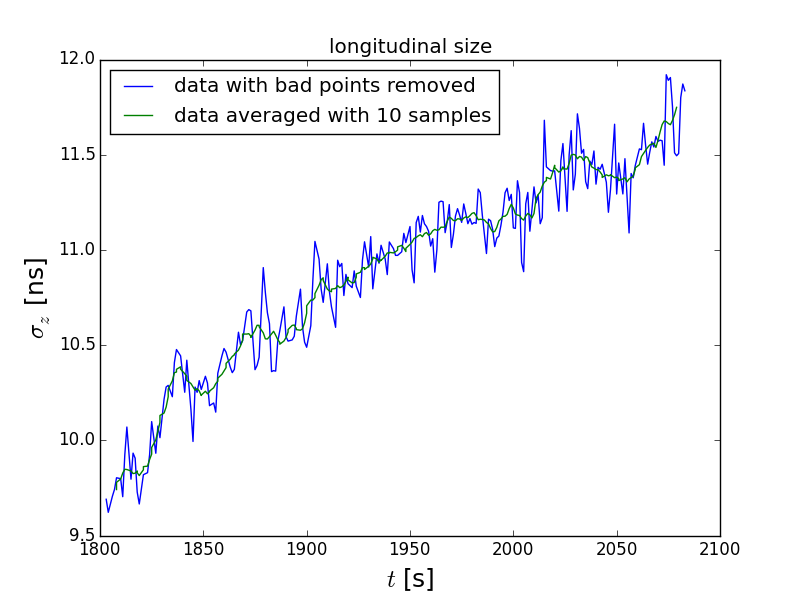 longitudinal size
12.0
data with bad points removed
data averaged with 10 samples
11.5
11.0
σz [ns]
10.5
10.0
9.5
1800 1850 1900 1950 2000 2050 2100
t [s]